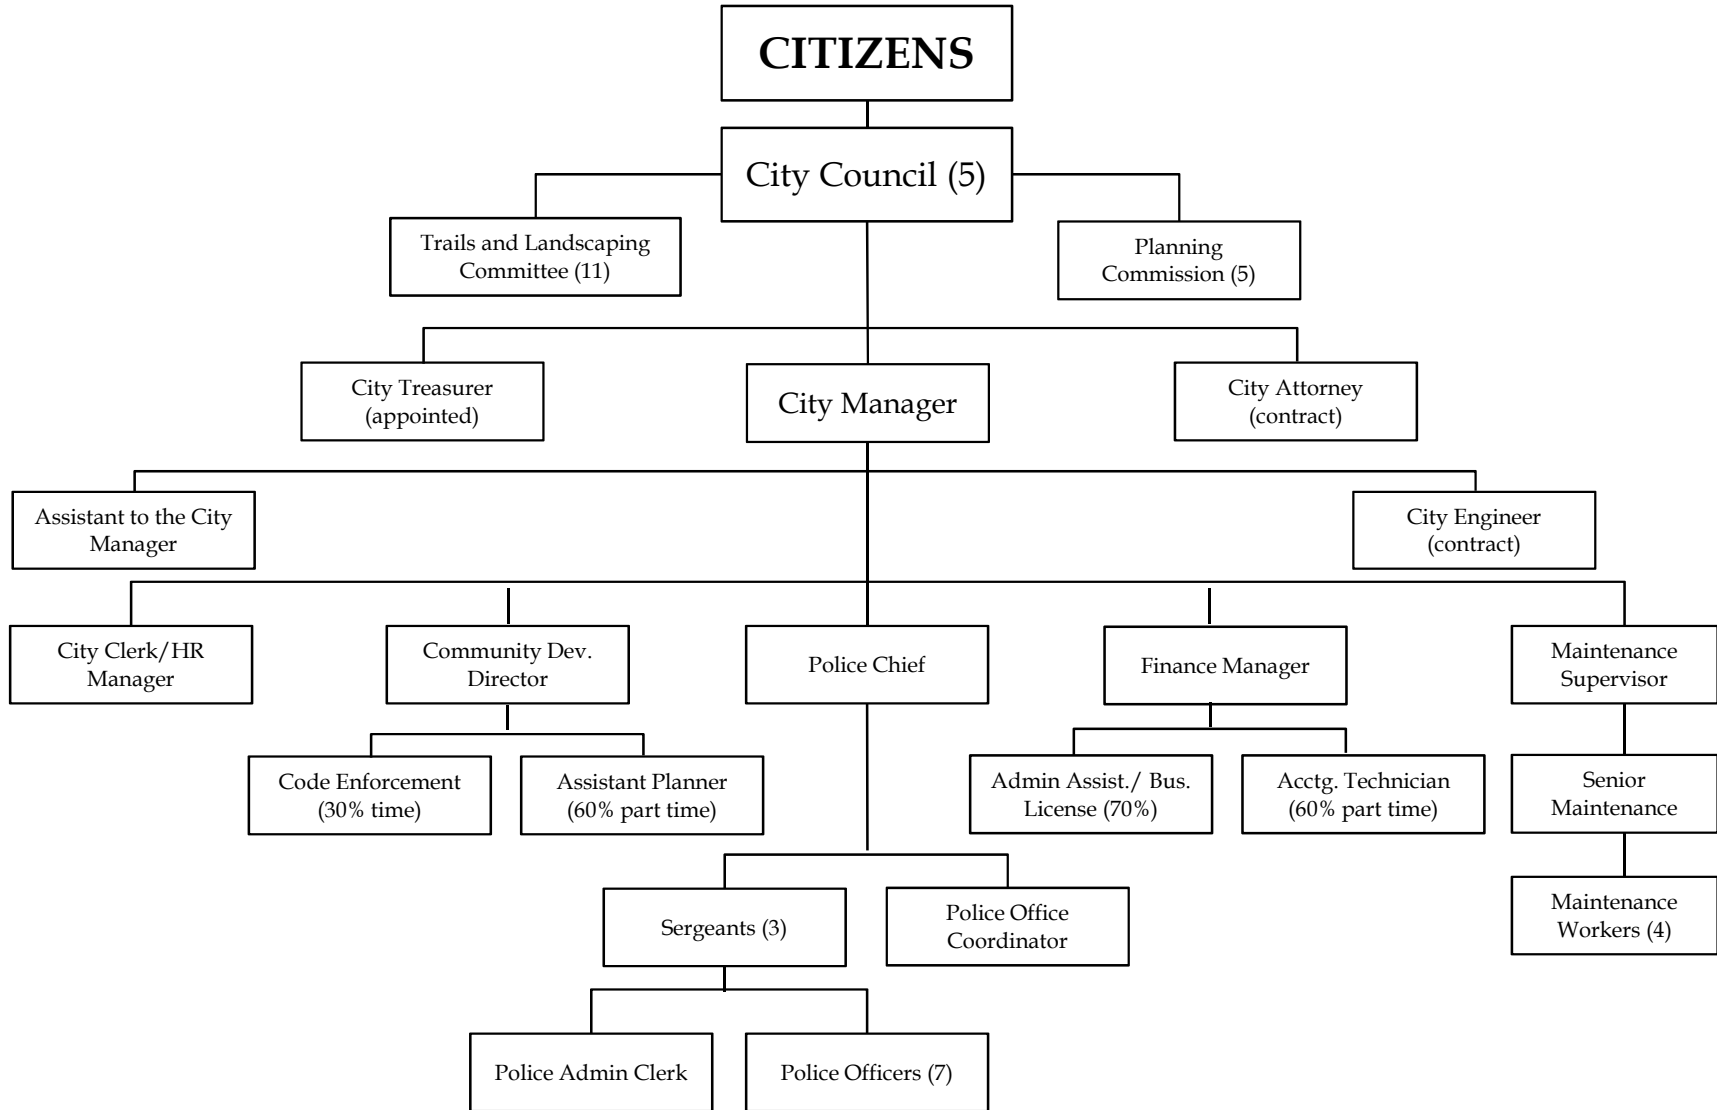 CITIZENS
City Council (5)
Trails and Landscaping
Committee (11)
Planning
Commission (5)
City Treasurer
(appointed)
City Manager
City Attorney
(contract)
Assistant to the City
Manager
City Engineer
(contract)
City Clerk/HR
Manager
Community Dev.
Director
Police Chief
Finance Manager
Maintenance
Supervisor
Code Enforcement
(30% time)
Assistant Planner
(60% part time)
Admin Assist./ Bus.
License (70%)
Acctg. Technician
(60% part time)
Senior
Maintenance
Sergeants (3)
Police Office
Coordinator
Maintenance
Workers (4)
Police Admin Clerk
Police Officers (7)